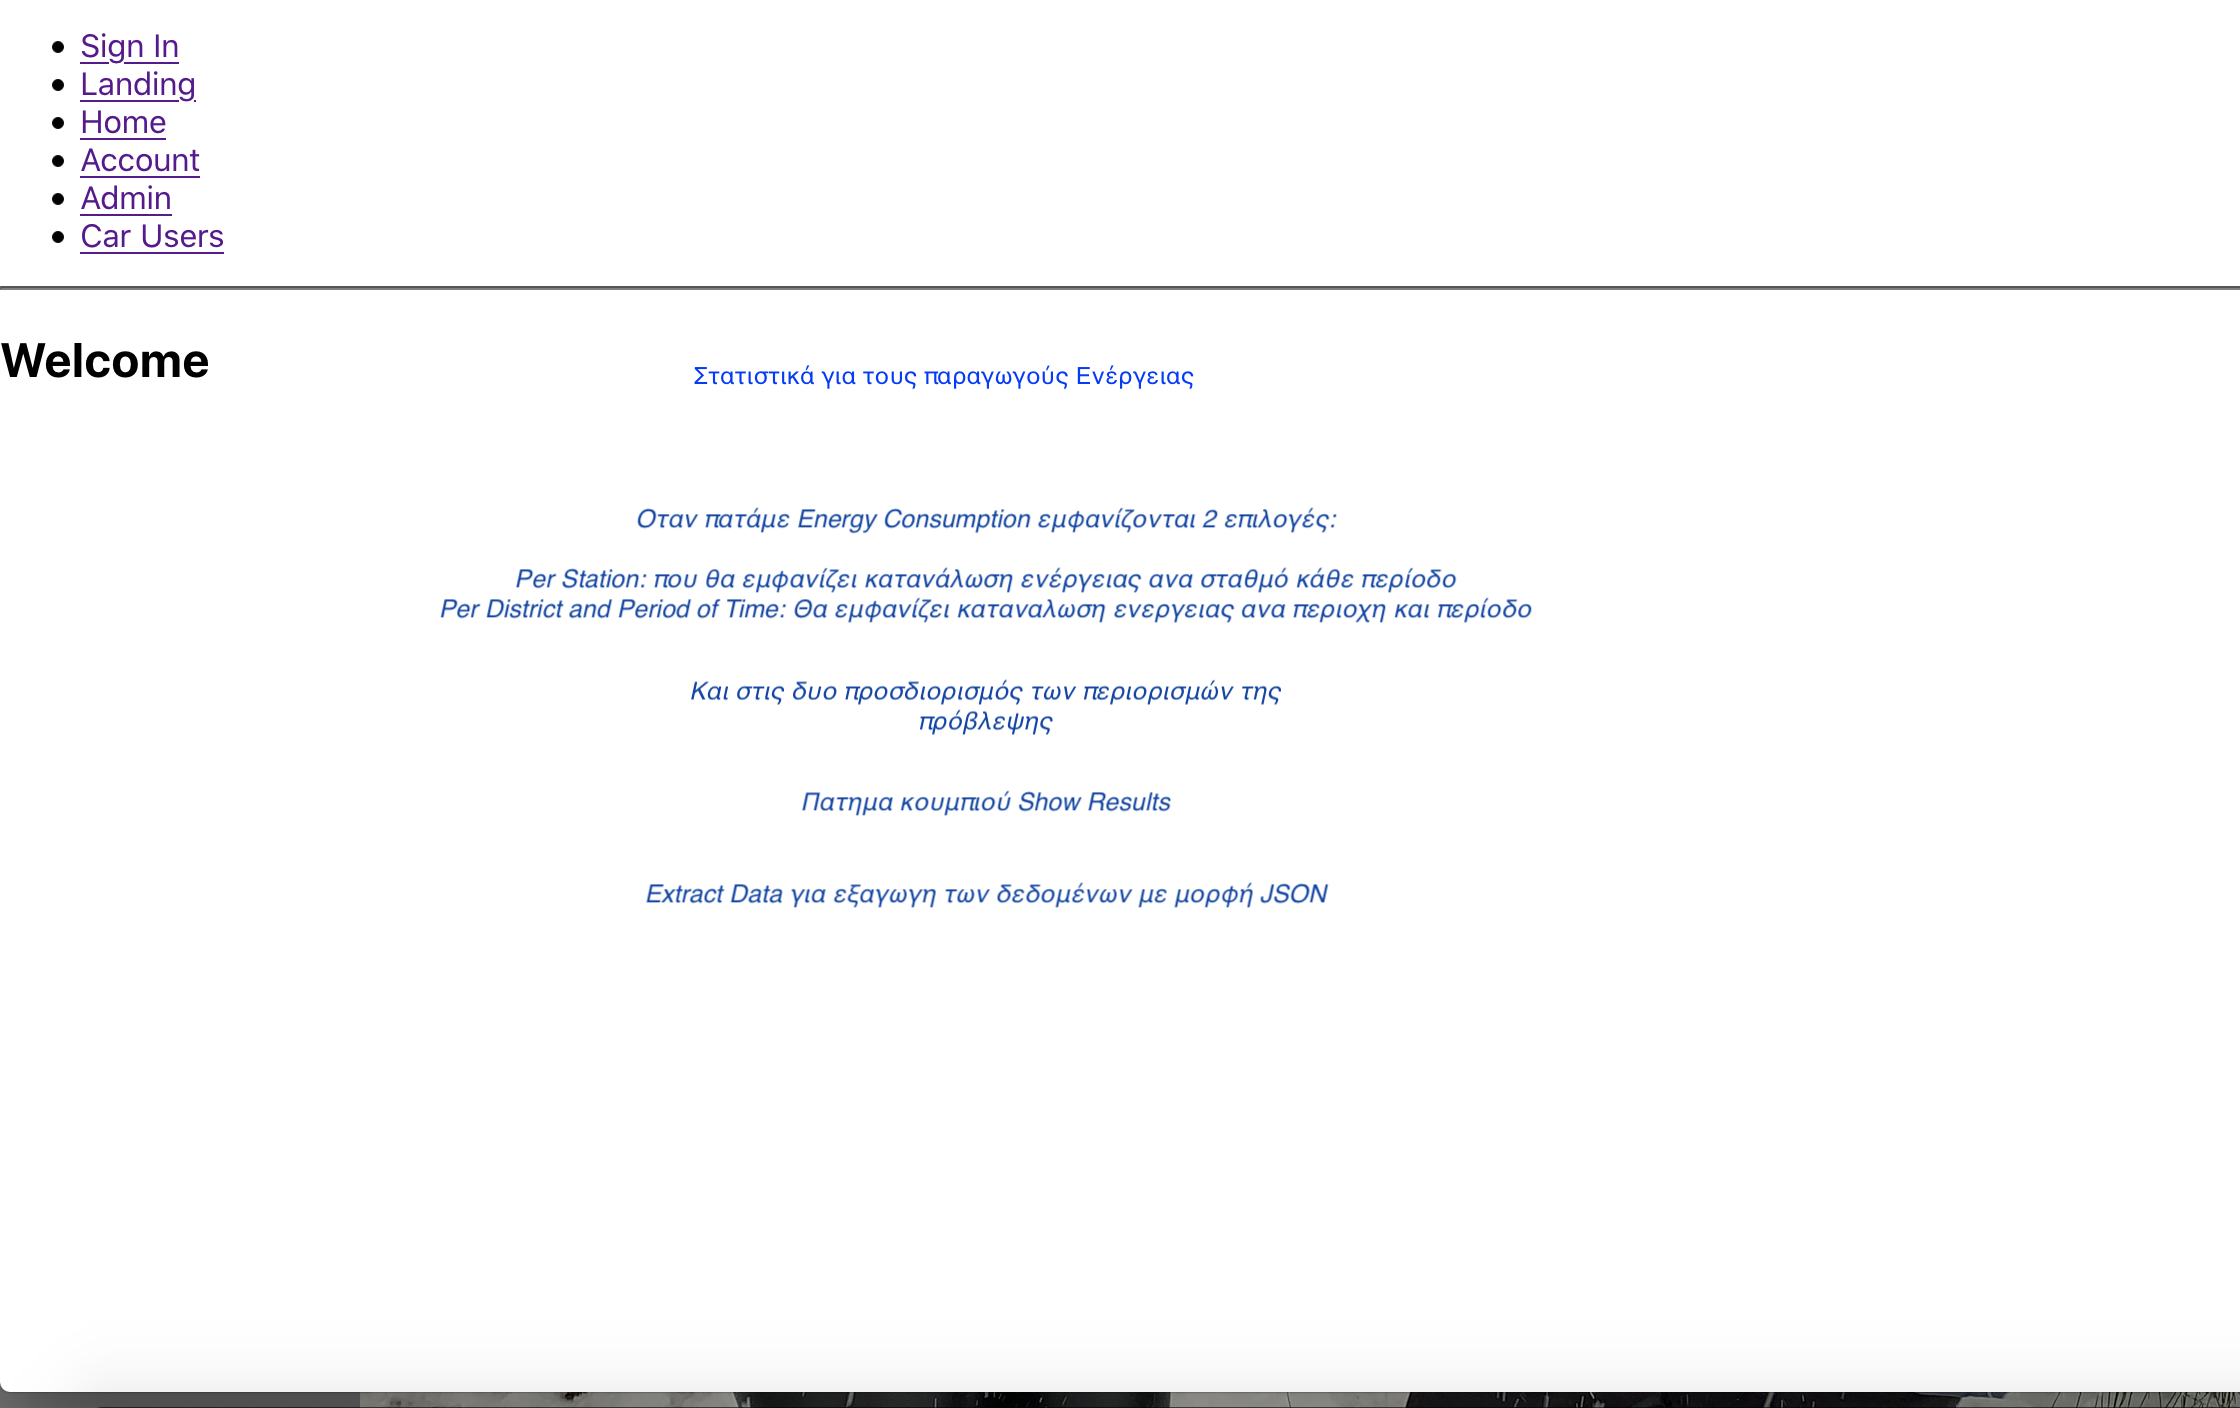 Sign In
Landing
Home
Account
Admin
Car Users
Welcome
Στατιστικά για τους παραγωγούς Ενέργειας
Οταν πατάμε Energy Consumption εμφανίζονται 2 επιλογές:
Per Station: που θα εμφανίζει κατανάλωση ενέργειας ανα σταθμό κάθε περίοδο
Per District and Period of Time: Θα εμφανίζει καταναλωση ενεργειας ανα περιοχη και περίοδο
Και στις δυο προσδιορισμός των περιορισμών της
πρόβλεψης
Πατημα κουμπιού Show Results
Extract Data για εξαγωγη των δεδομένων με μορφή JSON